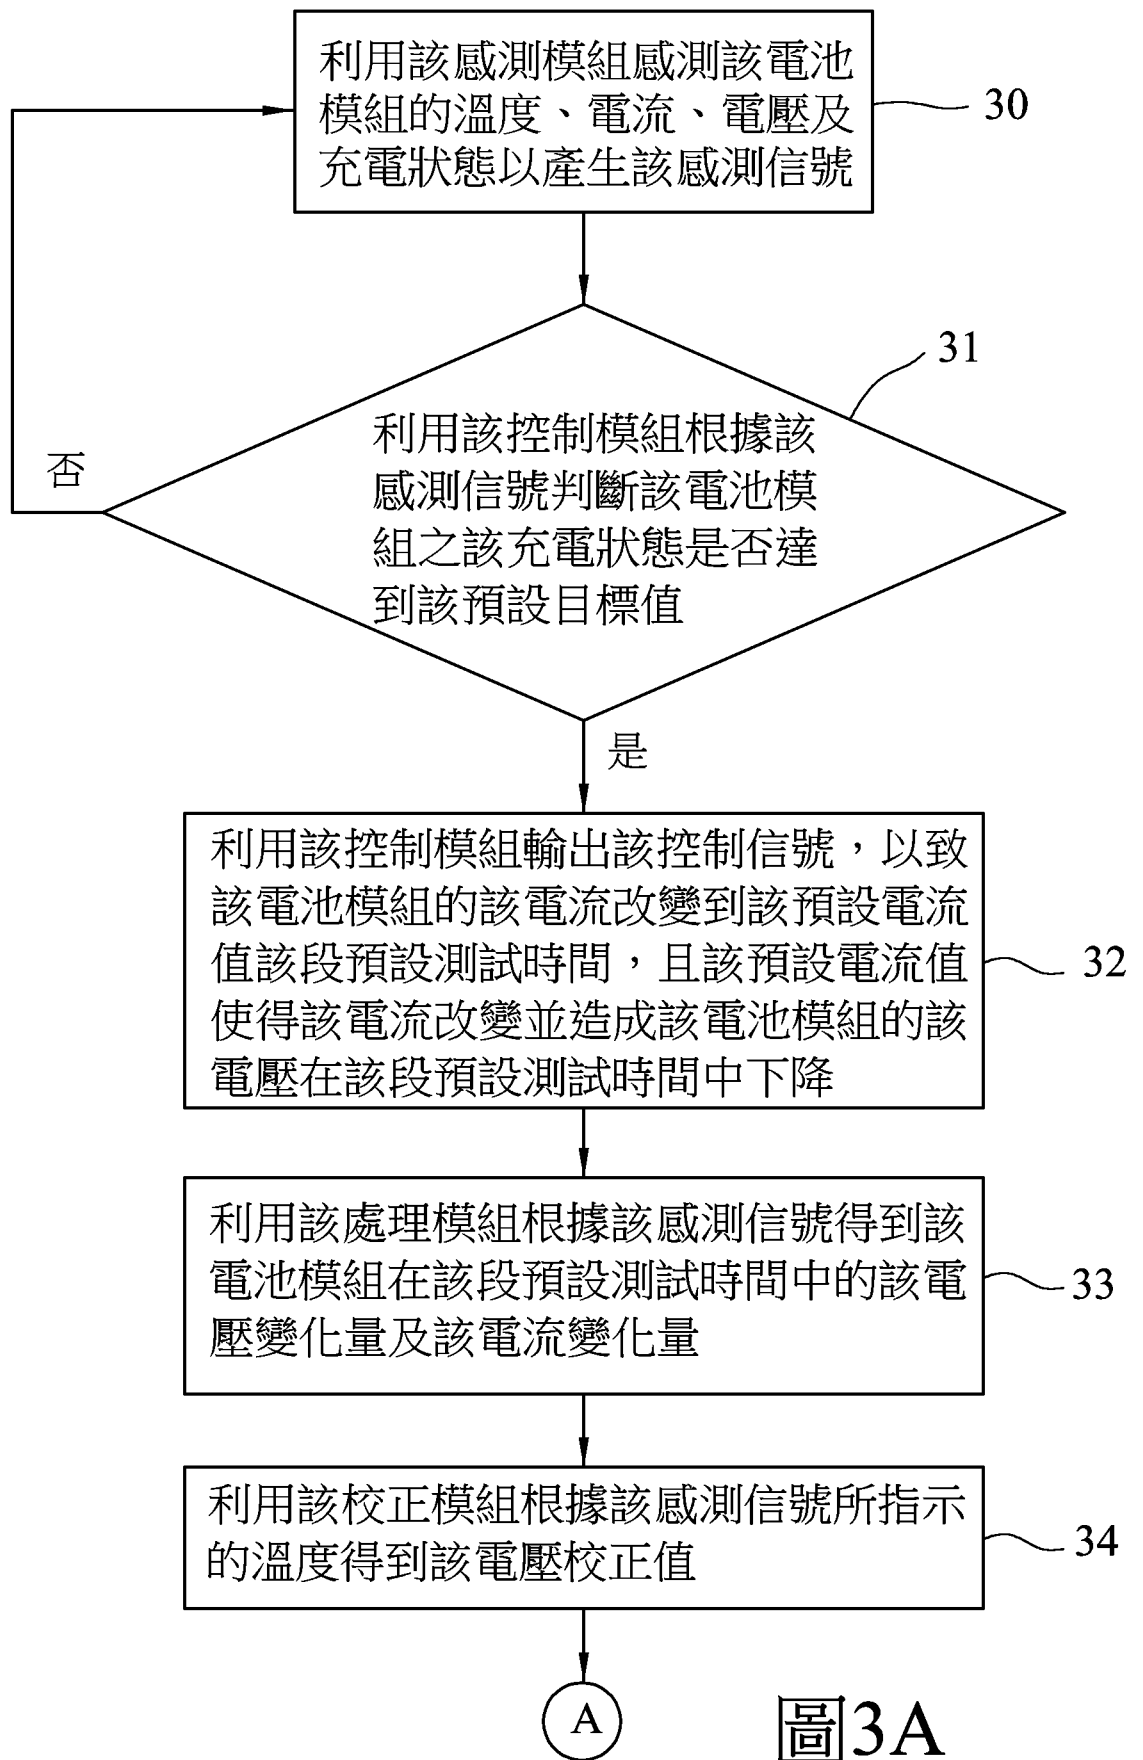 利用該感測模組感測該電池
模組的溫度、電流、電壓及
充電狀態以產生該感測信號
30
31
利用該控制模組根據該
感測信號判斷該電池模
組之該充電狀態是否達
到該預設目標值
否
是
利用該控制模組輸出該控制信號，以致
該電池模組的該電流改變到該預設電流
值該段預設測試時間，且該預設電流值
使得該電流改變並造成該電池模組的該
電壓在該段預設測試時間中下降
32
利用該處理模組根據該感測信號得到該
電池模組在該段預設測試時間中的該電
壓變化量及該電流變化量
33
利用該校正模組根據該感測信號所指示
的溫度得到該電壓校正值
34
A
圖3A